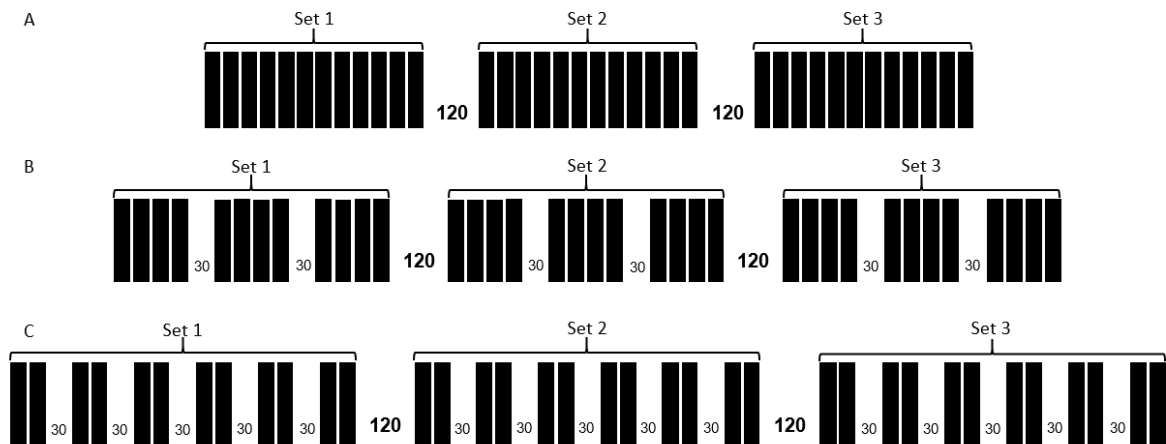 A Set 1 Set 2 Set 3
120 120
B Set 1 Set 2 Set 3
30 30 120 30 30 120 30 30
C Set 1 Set 2 Set 3
30 30 30 30 30 120 30 30 30 30 30 120 30 30 30 30 30